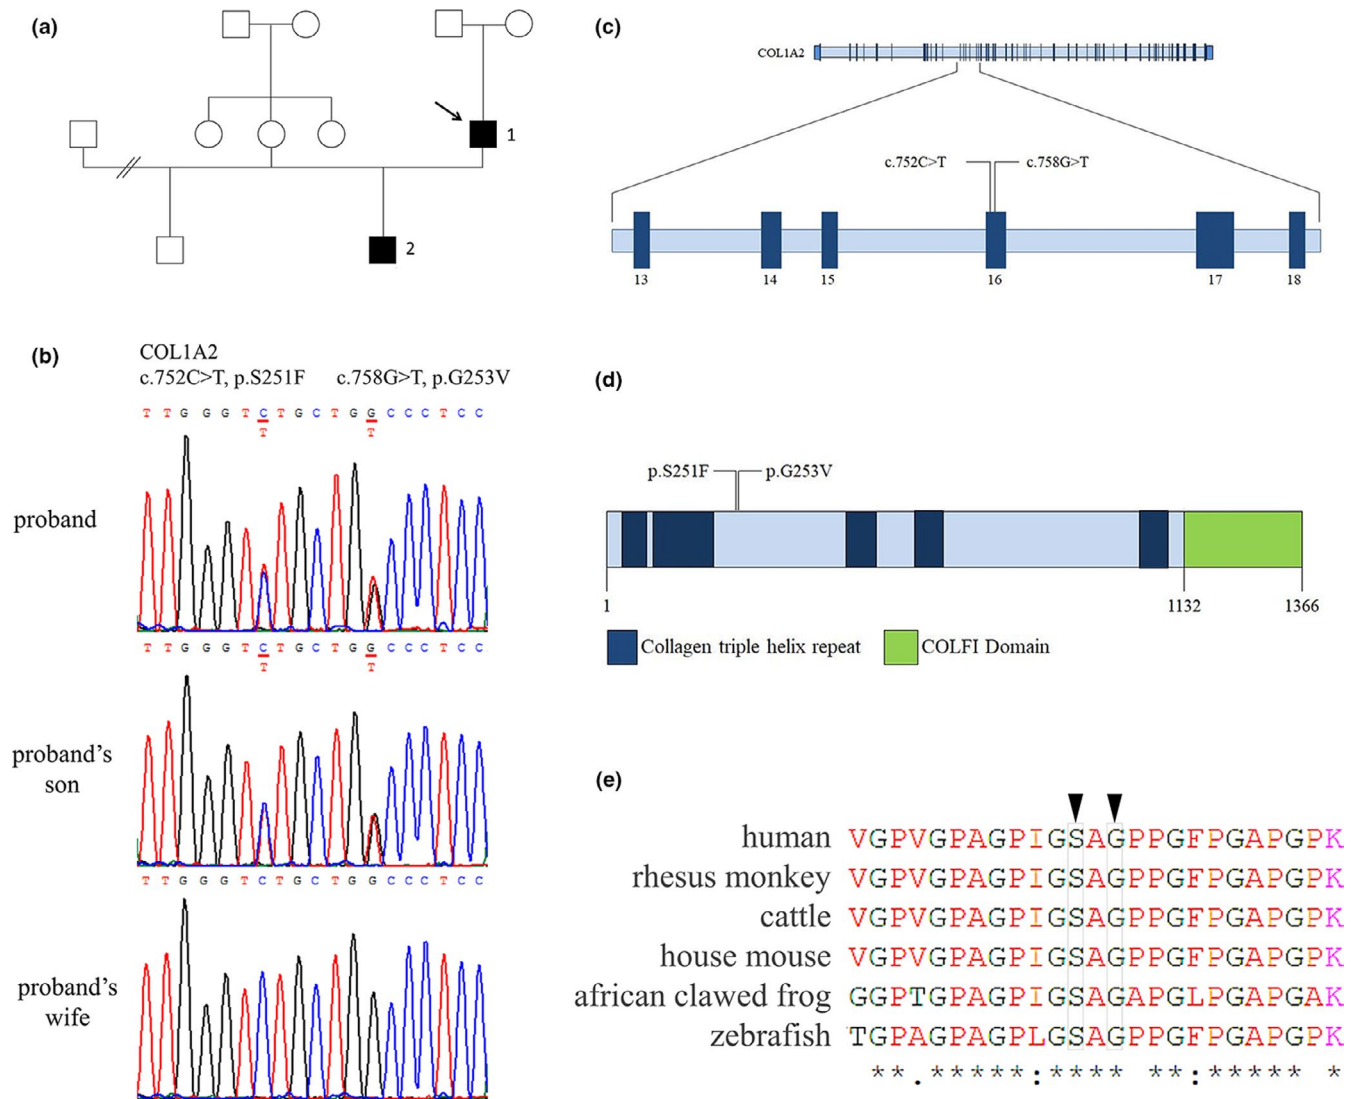 (a)
1
2
(b)
COL1A2
c.752C>T, p.S251F c.758G>T, p.G253V
T T G G G T C T G C T G G C C C T C C
T T
proband
T T G G G T C T G C T G G C C C T C C
T T
proband's
son
T T G G G T C T G C T G G C C C T C C
proband's
wife
(c)
COL1A2
c.752C>T c.758G>T
13 14 15 16 17 18
(d)
p.S251F p.G253V
1 1132 1366
Collagen triple helix repeat COLFI Domain
(e)
human VGPVGPAGPIGSAGPPGFPGAPGPK
rhesus monkey VGPVGPAGPIGSAGPPGFPGAPGPK
cattle VGPVGPAGPIGSAGPPGFPGAPGPK
house mouse VGPVGPAGPIGSAGPPGFPGAPGPK
african clawed frog GGPTGPAGPIGSAGAPGLPGAPGAK
zebrafish TGPAGPAGPLGSAGPPGFPGAPGPK
**.*****:**** **:***** *